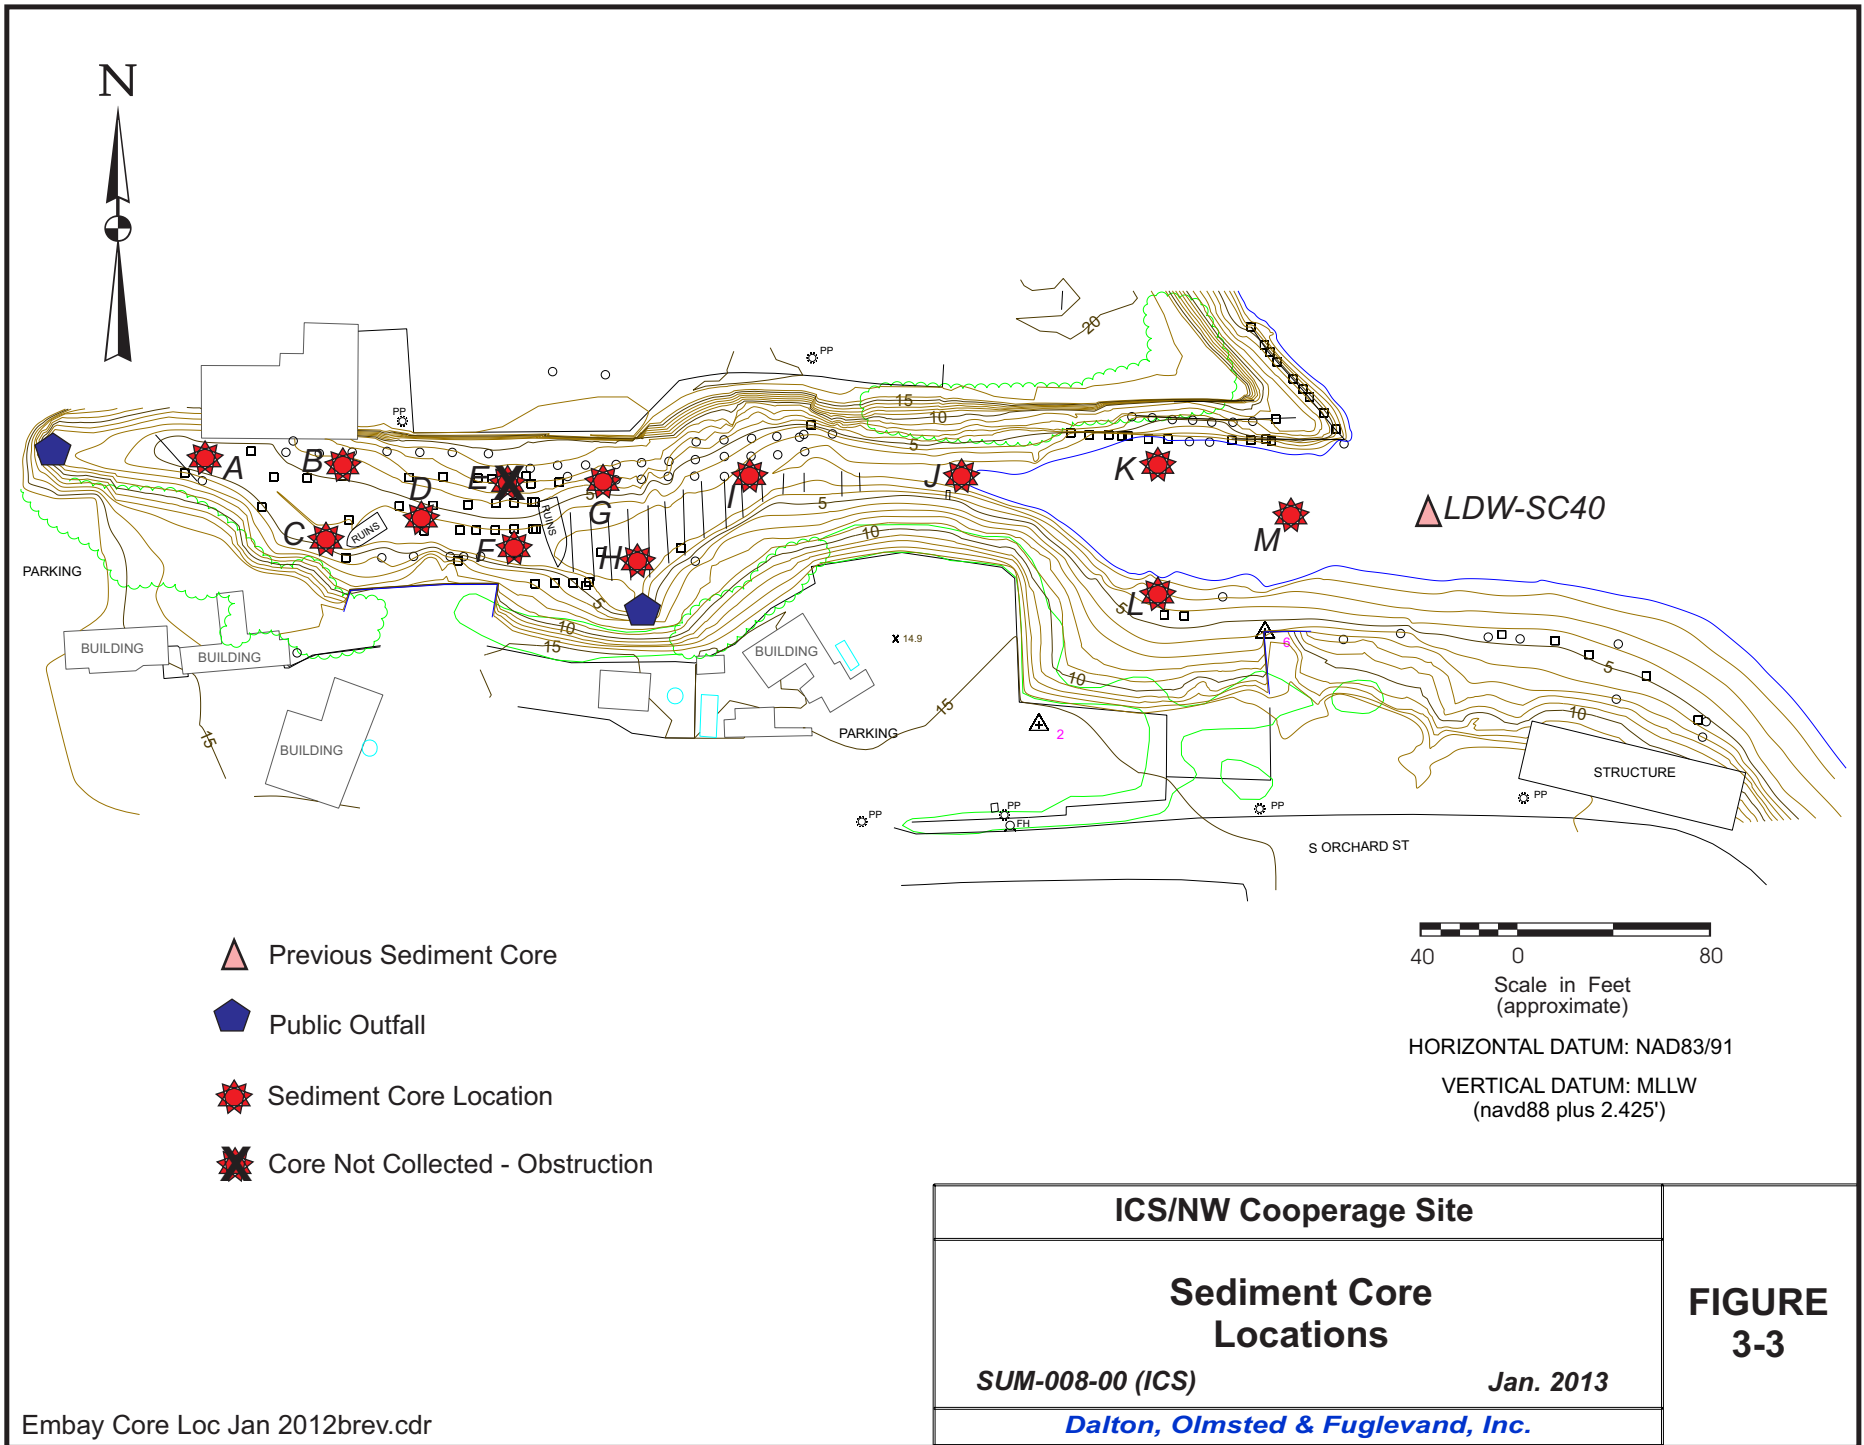 N
20
PP
PP
15
10
5
A
B
E
D
C
F
G
H
I
J
K
L
M
LDW-SC40
5
5
5
5
10
10
15
10
5
10
15
15
RUINS
RUINS
PARKING
BUILDING
BUILDING
BUILDING
BUILDING
x 14.9
PARKING
6
2
PP
PP
FH
PP
PP
STRUCTURE
S ORCHARD ST
Previous Sediment Core
Public Outfall
Sediment Core Location
Core Not Collected - Obstruction
40 0 80
Scale in Feet
(approximate)
HORIZONTAL DATUM: NAD83/91
VERTICAL DATUM: MLLW
(navd88 plus 2.425')
ICS/NW Cooperage Site
Sediment Core
Locations
SUM-008-00 (ICS) Jan. 2013
Dalton, Olmsted & Fuglevand, Inc.
FIGURE
3-3
Embay Core Loc Jan 2012brev.cdr